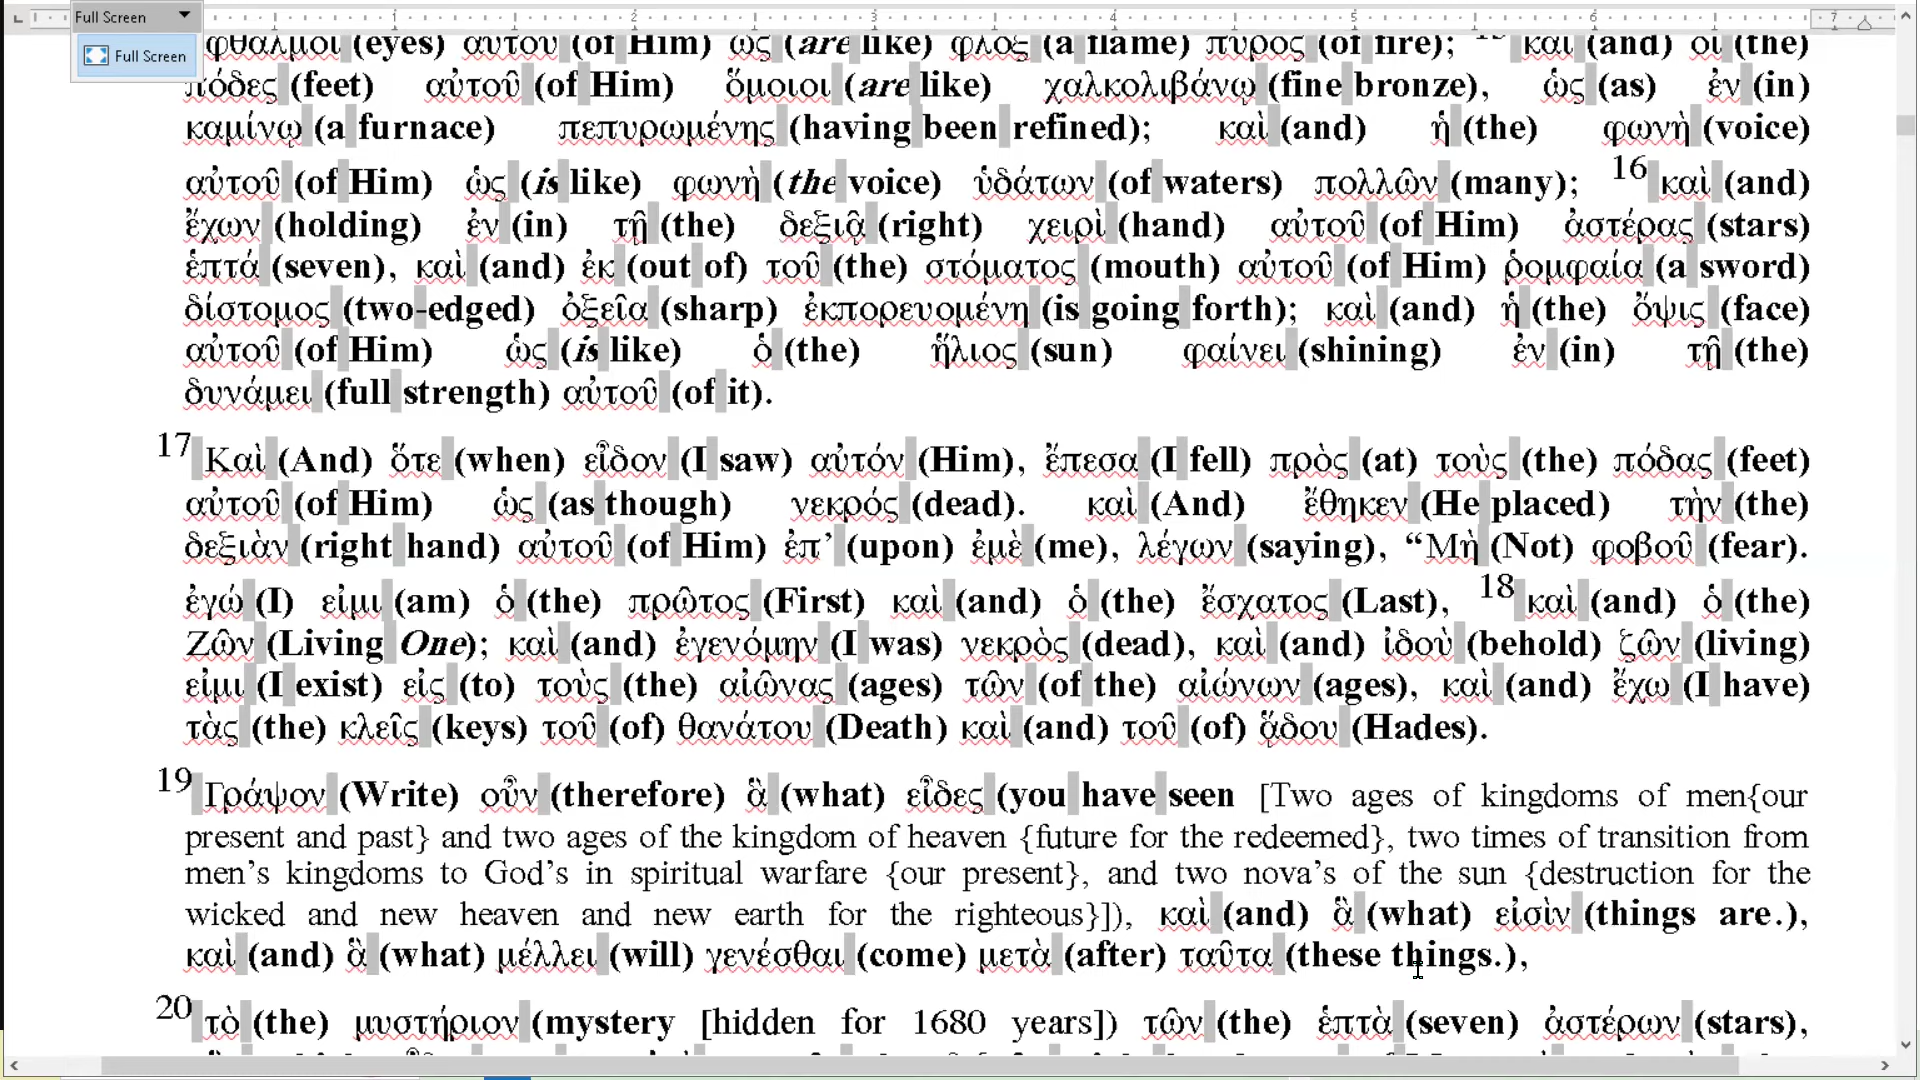 Full Screen
Full Screen
1 2 3 4 5 6 7
φθαλμοὶ (eyes) αὐτοῦ (of Him) ὡς (are like) φλὸξ (a flame) πυρός (of fire); 15 καὶ (and) οἱ (the)
πόδες (feet) αὐτοῦ (of Him) ὅμοιοι (are like) χαλκολιβάνῳ (fine bronze), ὡς (as) ἐν (in)
καμίνῳ (a furnace) πεπυρωμένης (having been refined); καὶ (and) ἡ (the) φωνὴ (voice)
αὐτοῦ (of Him) ὡς (is like) φωνὴ (the voice) ὑδάτων (of waters) πολλῶν (many); 16 καὶ (and)
ἔχων (holding) ἐν (in) τῇ (the) δεξιᾷ (right) χειρὶ (hand) αὐτοῦ (of Him) ἀστέρας (stars)
ἑπτά (seven), καὶ (and) ἐκ (out of) τοῦ (the) στόματος (mouth) αὐτοῦ (of Him) ῥομφαία (a sword)
δίστομος (two-edged) ὀξεῖα (sharp) ἐκπορευομένη (is going forth); καὶ (and) ἡ (the) ὄψις (face)
αὐτοῦ (of Him) ὡς (is like) ὁ (the) ἥλιος (sun) φαίνει (shining) ἐν (in) τῇ (the)
δυνάμει (full strength) αὐτοῦ (of it).
17 Καὶ (And) ὅτε (when) εἶδον (I saw) αὐτόν (Him), ἔπεσα (I fell) πρὸς (at) τοὺς (the) πόδας (feet)
αὐτοῦ (of Him) ὡς (as though) νεκρός (dead). καὶ (And) ἔθηκεν (He placed) τὴν (the)
δεξιὰν (right hand) αὐτοῦ (of Him) ἐπ’ (upon) ἐμὲ (me), λέγων (saying), “Μὴ (Not) φοβοῦ (fear).
ἐγώ (I) εἰμι (am) ὁ (the) πρῶτος (First) καὶ (and) ὁ (the) ἔσχατος (Last), 18 καὶ (and) ὁ (the)
Ζῶν (Living One); καὶ (and) ἐγενόμην (I was) νεκρὸς (dead), καὶ (and) ἰδοὺ (behold) ζῶν (living)
εἰμι (I exist) εἰς (to) τοὺς (the) αἰῶνας (ages) τῶν (of the) αἰώνων (ages), καὶ (and) ἔχω (I have)
τὰς (the) κλεῖς (keys) τοῦ (of) θανάτου (Death) καὶ (and) τοῦ (of) ᾅδου (Hades).
19 Γράψον (Write) οὖν (therefore) ἃ (what) εἶδες (you have seen [Two ages of kingdoms of men{our
present and past} and two ages of the kingdom of heaven {future for the redeemed}, two times of transition from
men’s kingdoms to God’s in spiritual warfare {our present}, and two nova’s of the sun {destruction for the
wicked and new heaven and new earth for the righteous}]), καὶ (and) ἃ (what) εἰσὶν (things are.),
καὶ (and) ἃ (what) μέλλει (will) γενέσθαι (come) μετὰ (after) ταῦτα (these things.),
20 τὸ (the) μυστήριον (mystery [hidden for 1680 years]) τῶν (the) ἑπτὰ (seven) ἀστέρων (stars),